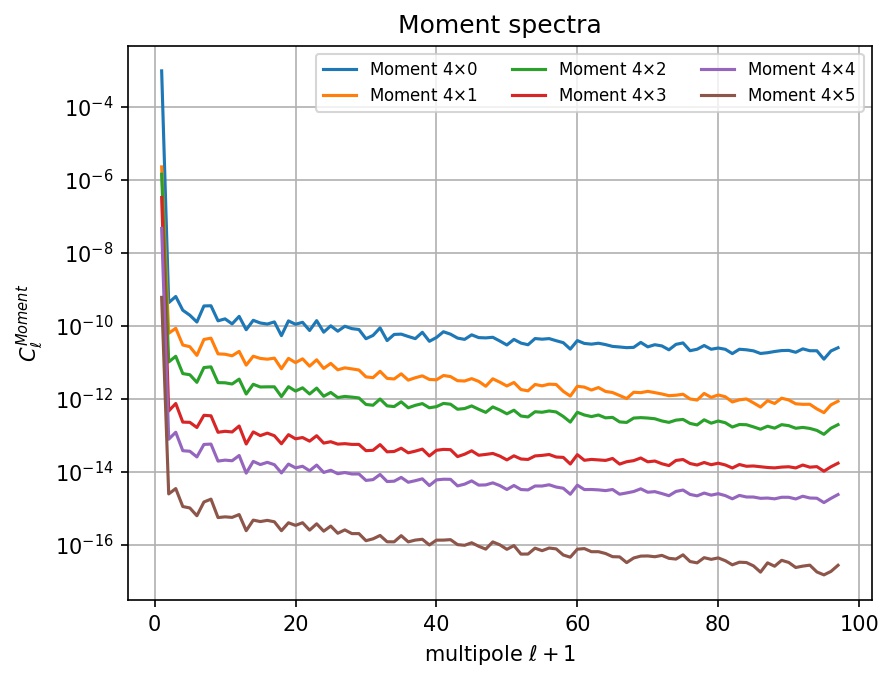 Moment spectra
Moment 4×0
Moment 4×1
Moment 4×2
Moment 4×3
Moment 4×4
Moment 4×5
10⁻⁴
10⁻⁶
10⁻⁸
10⁻¹⁰
10⁻¹²
10⁻¹⁴
10⁻¹⁶
C_ℓ^Moment
0 20 40 60 80 100
multipole ℓ + 1